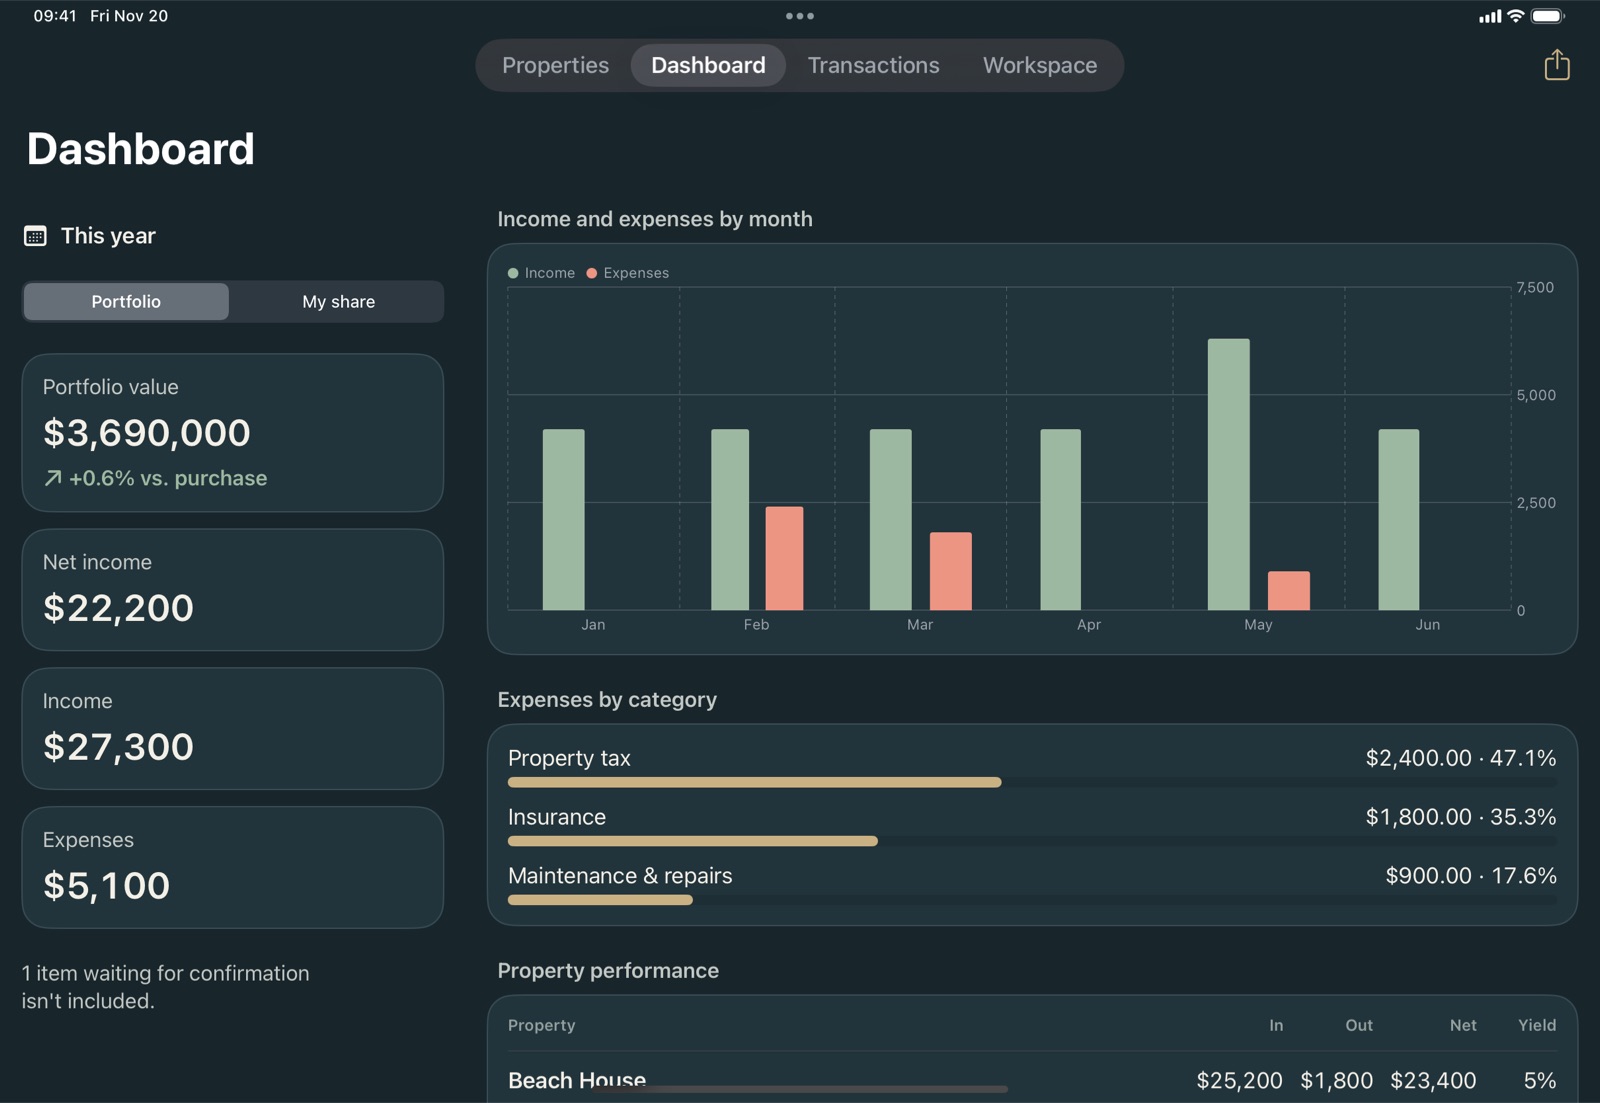 09:41 Fri Nov 20
Properties Dashboard Transactions Workspace
Dashboard
This year
Portfolio My share
Portfolio value
$3,690,000
+0.6% vs. purchase
Net income
$22,200
Income
$27,300
Expenses
$5,100
1 item waiting for confirmation
isn't included.
Income and expenses by month
Income Expenses
7,500
5,000
2,500
0
Jan Feb Mar Apr May Jun
Expenses by category
Property tax $2,400.00 · 47.1%
Insurance $1,800.00 · 35.3%
Maintenance & repairs $900.00 · 17.6%
Property performance
Property In Out Net Yield
Beach House $25,200 $1,800 $23,400 5%